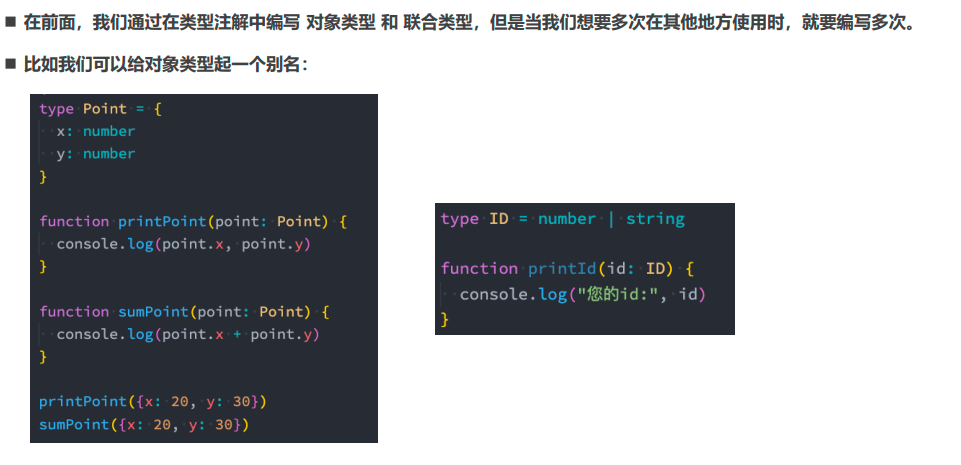 ■ 在前面，我们通过在类型注解中编写 对象类型 和 联合类型，但是当我们想要多次在其他地方使用时，就要编写多次。
■ 比如我们可以给对象类型起一个别名：
type Point = {
  x: number
  y: number
}
function printPoint(point: Point) {
  console.log(point.x, point.y)
}
function sumPoint(point: Point) {
  console.log(point.x + point.y)
}
printPoint({x: 20, y: 30})
sumPoint({x: 20, y: 30})
type ID = number | string
function printId(id: ID) {
  console.log("您的id:", id)
}